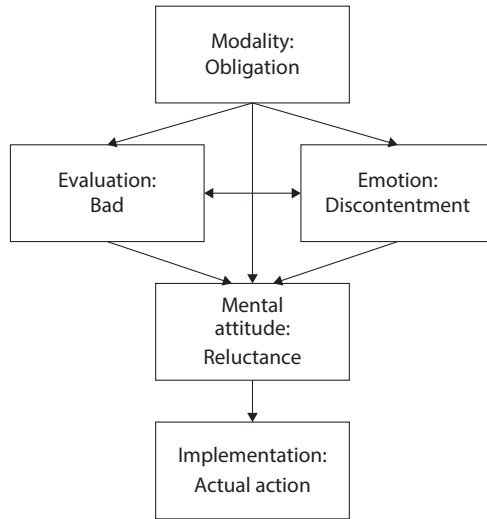 Modality:
Obligation
Evaluation:
Bad
Emotion:
Discontentment
Mental
attitude:
Reluctance
Implementation:
Actual action